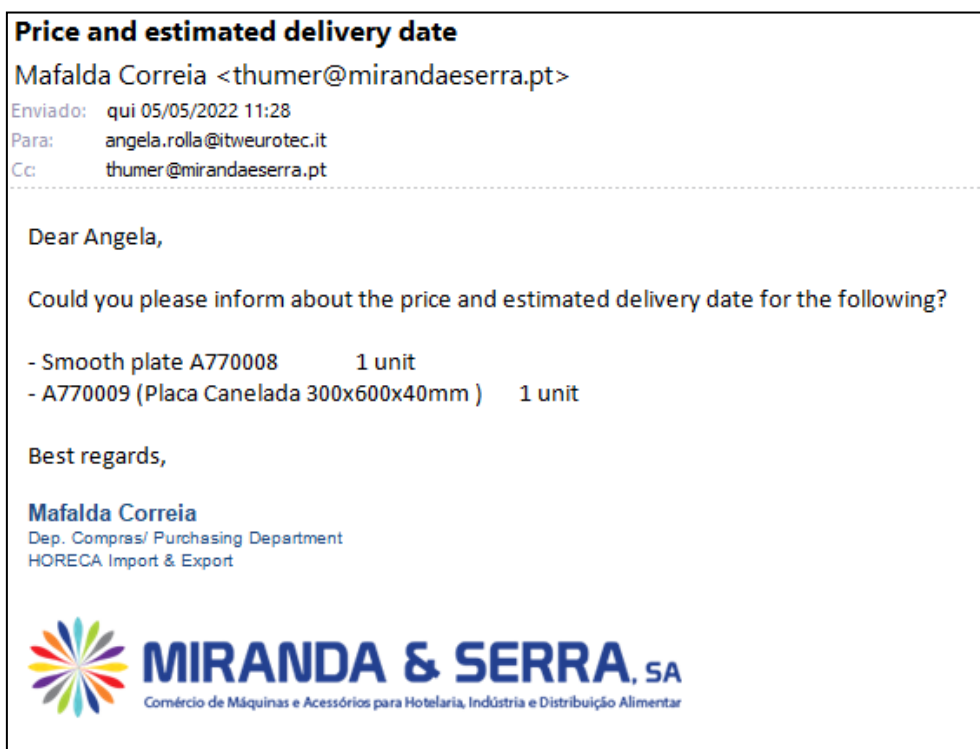 Price and estimated delivery date
Mafalda Correia <thumer@mirandaeserra.pt>
Enviado: qui 05/05/2022 11:28
Para: angela.rolla@itweurotec.it
Cc: thumer@mirandaeserra.pt
Dear Angela,
Could you please inform about the price and estimated delivery date for the following?
- Smooth plate A770008 1 unit
- A770009 (Placa Canelada 300x600x40mm ) 1 unit
Best regards,
Mafalda Correia
Dep. Compras/ Purchasing Department
HORECA Import & Export
MIRANDA & SERRA, SA
Comércio de Máquinas e Acessórios para Hotelaria, Indústria e Distribuição Alimentar